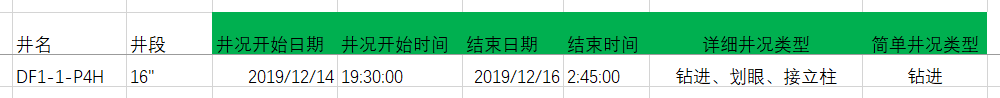 井名 井段 井况开始日期 井况开始时间 结束日期 结束时间 详细井况类型 简单井况类型
DF1-1-P4H 16" 2019/12/14 19:30:00 2019/12/16 2:45:00 钻进、划眼、接立柱 钻进